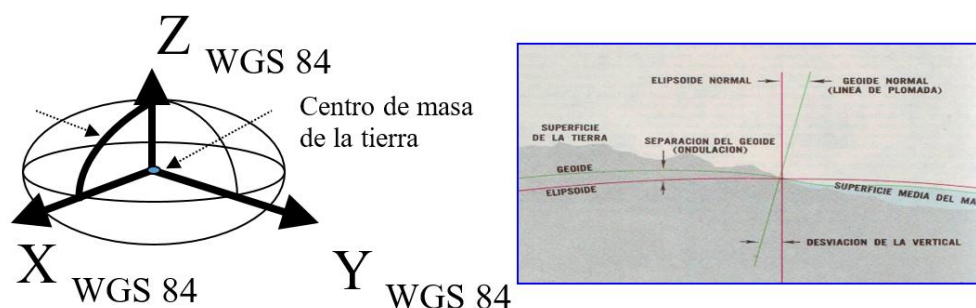 Z WGS 84
Centro de masa
de la tierra
X WGS 84
Y WGS 84
ELIPSOIDE NORMAL
GEOIDE NORMAL
(LINEA DE PLOMADA)
SUPERFICIE
DE LA TIERRA
SEPARACION DEL GEOIDE
(ONDULACION)
GEOIDE
ELIPSOIDE
SUPERFICIE MEDIA DEL MA
DESVIACION DE LA VERTICAL